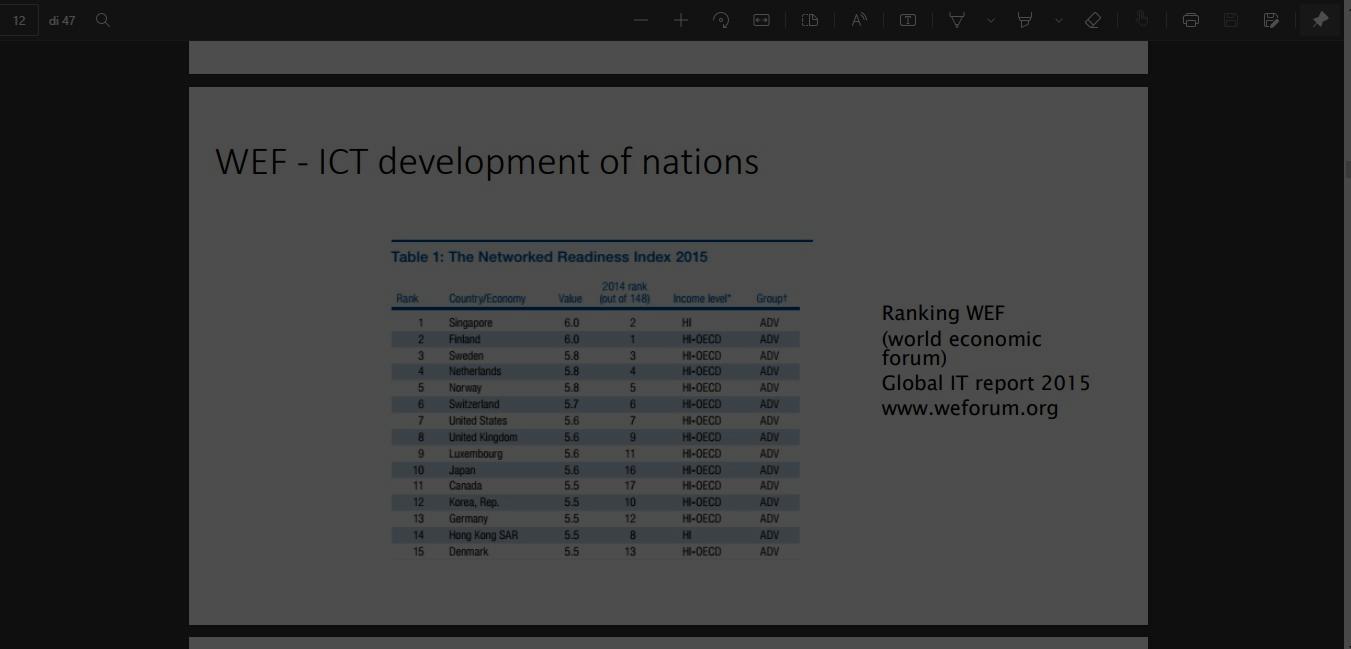 12 di 47
WEF - ICT development of nations
Table 1: The Networked Readiness Index 2015
2014 rank
Rank Country/Economy Value (out of 148) Income level* Group†
1 Singapore 6.0 2 HI ADV
2 Finland 6.0 1 HI-OECD ADV
3 Sweden 5.8 3 HI-OECD ADV
4 Netherlands 5.8 4 HI-OECD ADV
5 Norway 5.8 5 HI-OECD ADV
6 Switzerland 5.7 6 HI-OECD ADV
7 United States 5.6 7 HI-OECD ADV
8 United Kingdom 5.6 9 HI-OECD ADV
9 Luxembourg 5.6 11 HI-OECD ADV
10 Japan 5.6 16 HI-OECD ADV
11 Canada 5.5 17 HI-OECD ADV
12 Korea, Rep. 5.5 10 HI-OECD ADV
13 Germany 5.5 12 HI-OECD ADV
14 Hong Kong SAR 5.5 8 HI ADV
15 Denmark 5.5 13 HI-OECD ADV
Ranking WEF
(world economic
forum)
Global IT report 2015
www.weforum.org